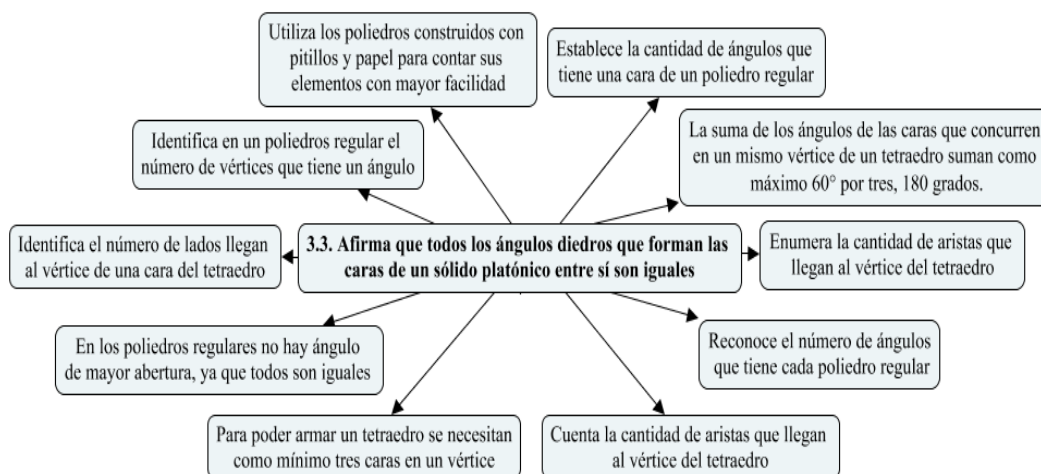 Utiliza los poliedros construidos con
pitillos y papel para contar sus
elementos con mayor facilidad
Establece la cantidad de ángulos que
tiene una cara de un poliedro regular
Identifica en un poliedros regular el
número de vértices que tiene un ángulo
La suma de los ángulos de las caras que concurren
en un mismo vértice de un tetraedro suman como
máximo 60° por tres, 180 grados.
Identifica el número de lados llegan
al vértice de una cara del tetraedro
3.3. Afirma que todos los ángulos diedros que forman las
caras de un sólido platónico entre sí son iguales
Enumera la cantidad de aristas que
llegan al vértice del tetraedro
En los poliedros regulares no hay ángulo
de mayor abertura, ya que todos son iguales
Reconoce el número de ángulos
que tiene cada poliedro regular
Para poder armar un tetraedro se necesitan
como mínimo tres caras en un vértice
Cuenta la cantidad de aristas que llegan
al vértice del tetraedro